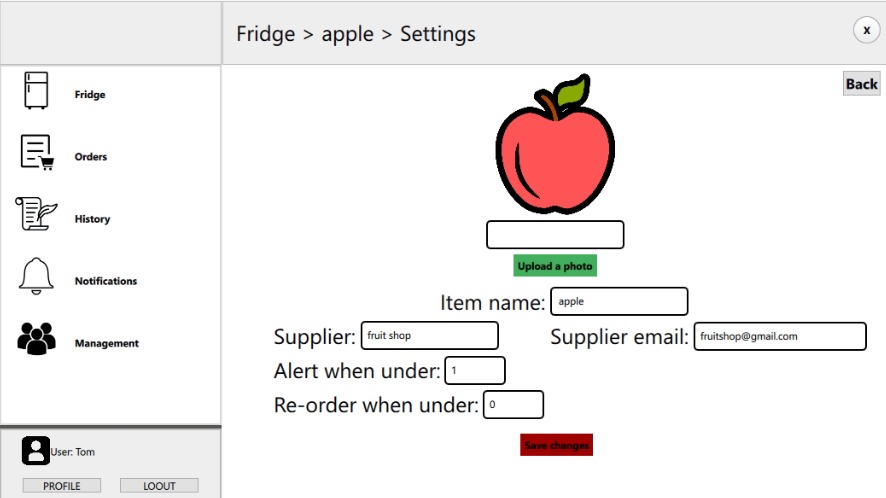 Fridge > apple > Settings
x
Back
Fridge
Orders
History
Notifications
Management
Upload a photo
Item name: apple
Supplier: fruit shop
Supplier email: fruitshop@gmail.com
Alert when under: 1
Re-order when under: 0
Save changes
User: Tom
PROFILE
LOOUT